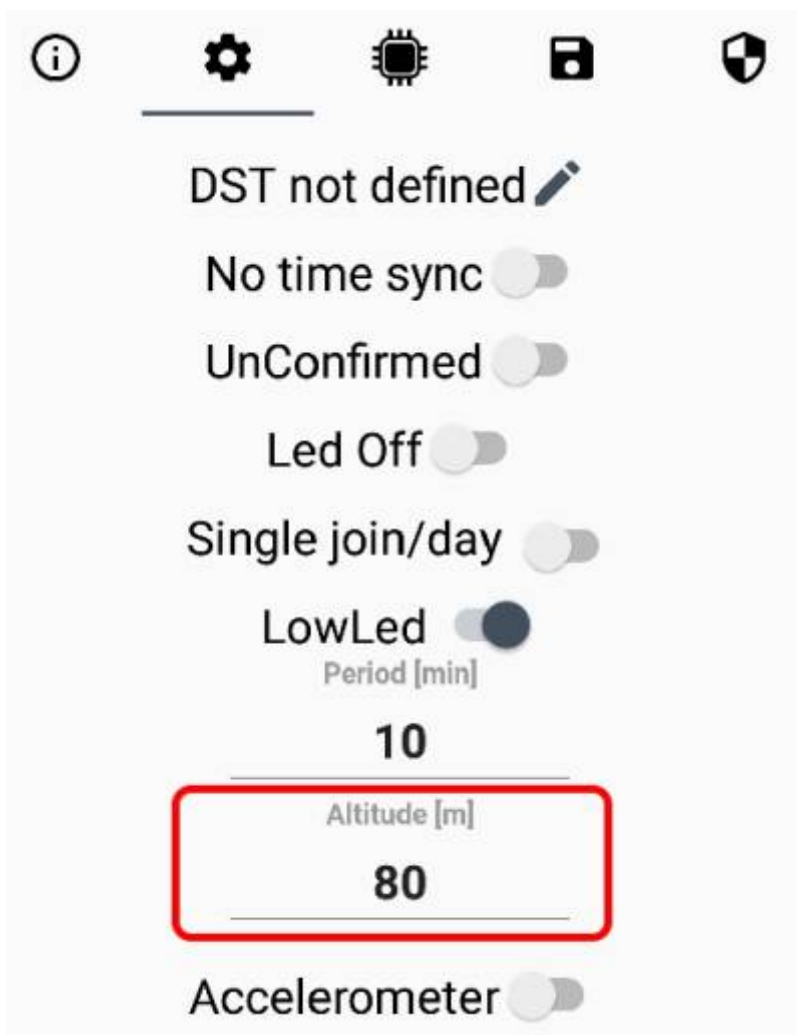 DST not defined
No time sync
UnConfirmed
Led Off
Single join/day
LowLed
Period [min]
10
Altitude [m]
80
Accelerometer